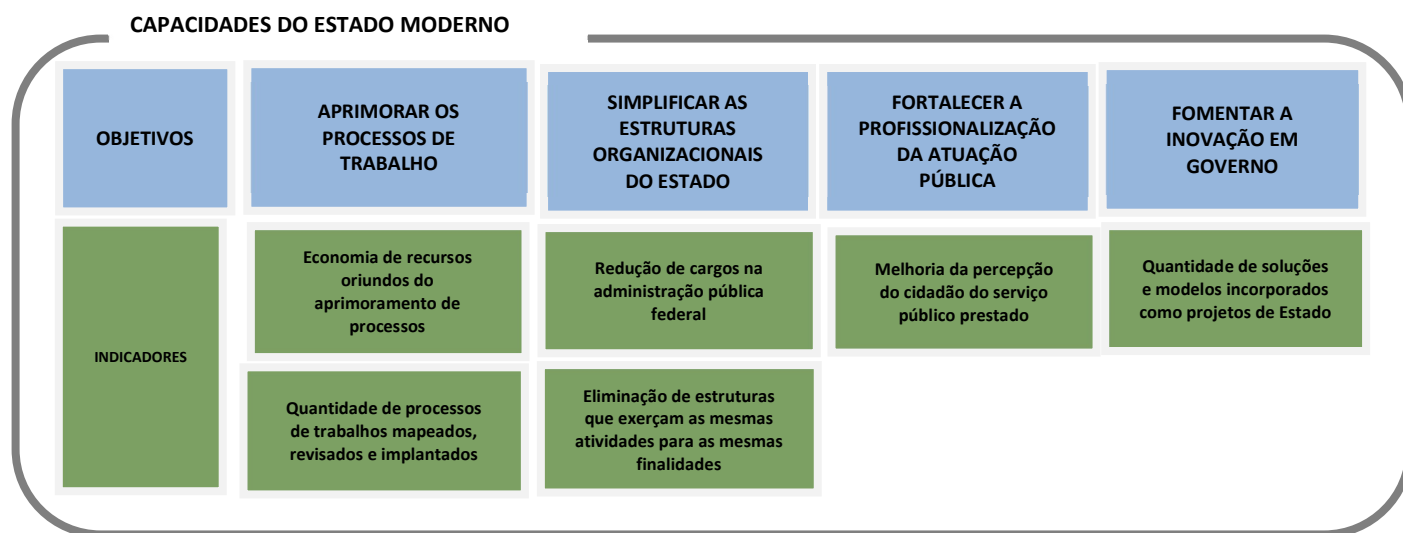 CAPACIDADES DO ESTADO MODERNO
OBJETIVOS
APRIMORAR OS
PROCESSOS DE
TRABALHO
SIMPLIFICAR AS
ESTRUTURAS
ORGANIZACIONAIS
DO ESTADO
FORTALECER A
PROFISSIONALIZAÇÃO
DA ATUAÇÃO
PÚBLICA
FOMENTAR A
INOVAÇÃO EM
GOVERNO
INDICADORES
Economia de recursos
oriundos do
aprimoramento de
processos
Redução de cargos na
administração pública
federal
Melhoria da percepção
do cidadão do serviço
público prestado
Quantidade de soluções
e modelos incorporados
como projetos de Estado
Quantidade de processos
de trabalhos mapeados,
revisados e implantados
Eliminação de estruturas
que exerçam as mesmas
atividades para as mesmas
finalidades